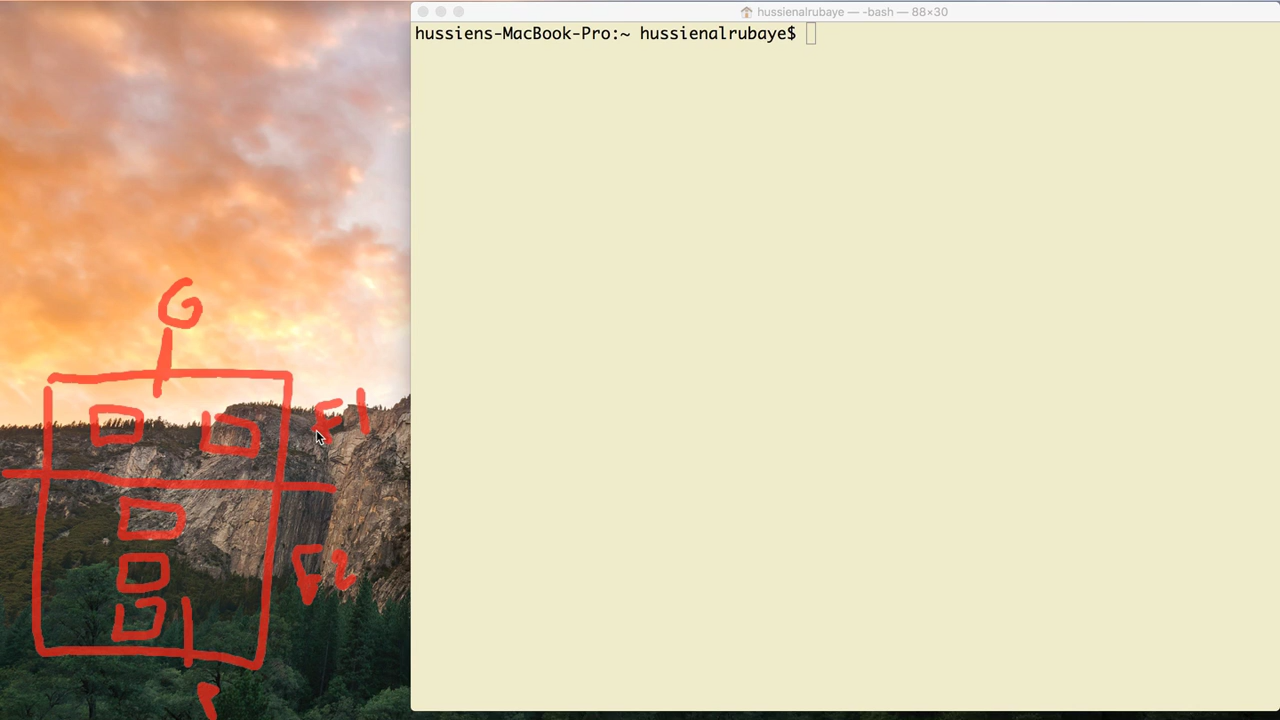 hussienalrubaye — -bash — 88×30
hussiens-MacBook-Pro:~ hussienalrubaye$
G
F1
F2